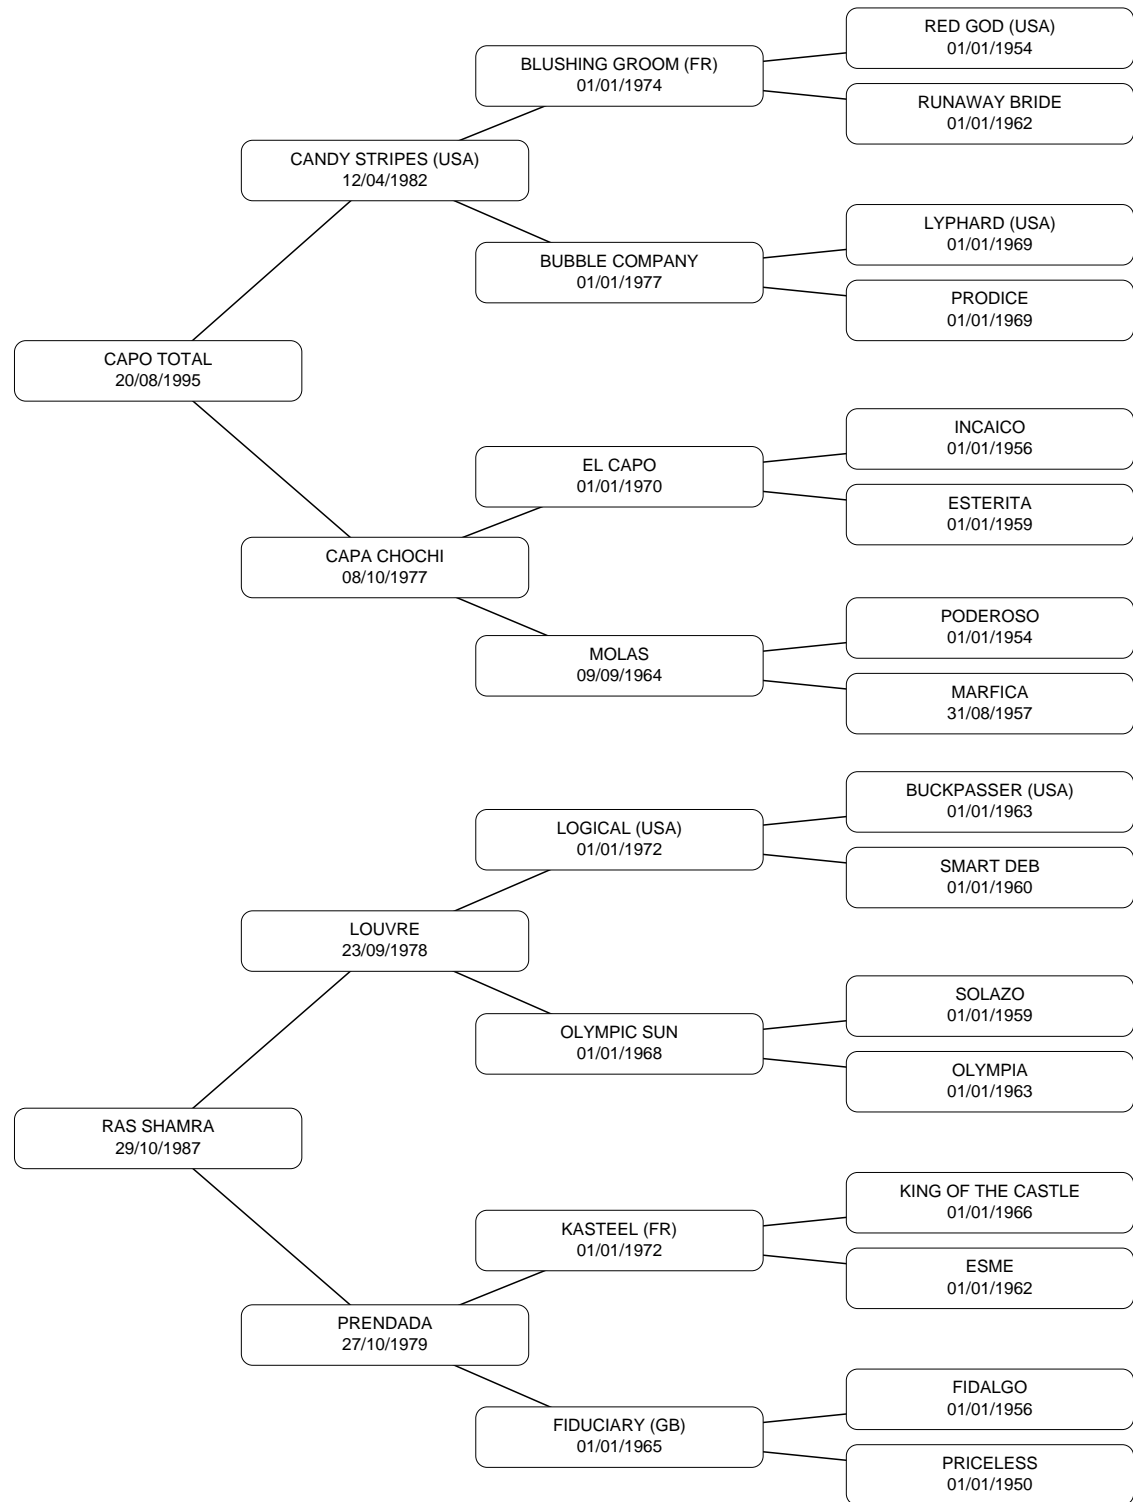 RED GOD (USA)
01/01/1954
BLUSHING GROOM (FR)
01/01/1974
RUNAWAY BRIDE
01/01/1962
CANDY STRIPES (USA)
12/04/1982
LYPHARD (USA)
01/01/1969
BUBBLE COMPANY
01/01/1977
PRODICE
01/01/1969
CAPO TOTAL
20/08/1995
INCAICO
01/01/1956
EL CAPO
01/01/1970
ESTERITA
01/01/1959
CAPA CHOCHI
08/10/1977
PODEROSO
01/01/1954
MOLAS
09/09/1964
MARFICA
31/08/1957
BUCKPASSER (USA)
01/01/1963
LOGICAL (USA)
01/01/1972
SMART DEB
01/01/1960
LOUVRE
23/09/1978
SOLAZO
01/01/1959
OLYMPIC SUN
01/01/1968
OLYMPIA
01/01/1963
RAS SHAMRA
29/10/1987
KING OF THE CASTLE
01/01/1966
KASTEEL (FR)
01/01/1972
ESME
01/01/1962
PRENDADA
27/10/1979
FIDALGO
01/01/1956
FIDUCIARY (GB)
01/01/1965
PRICELESS
01/01/1950